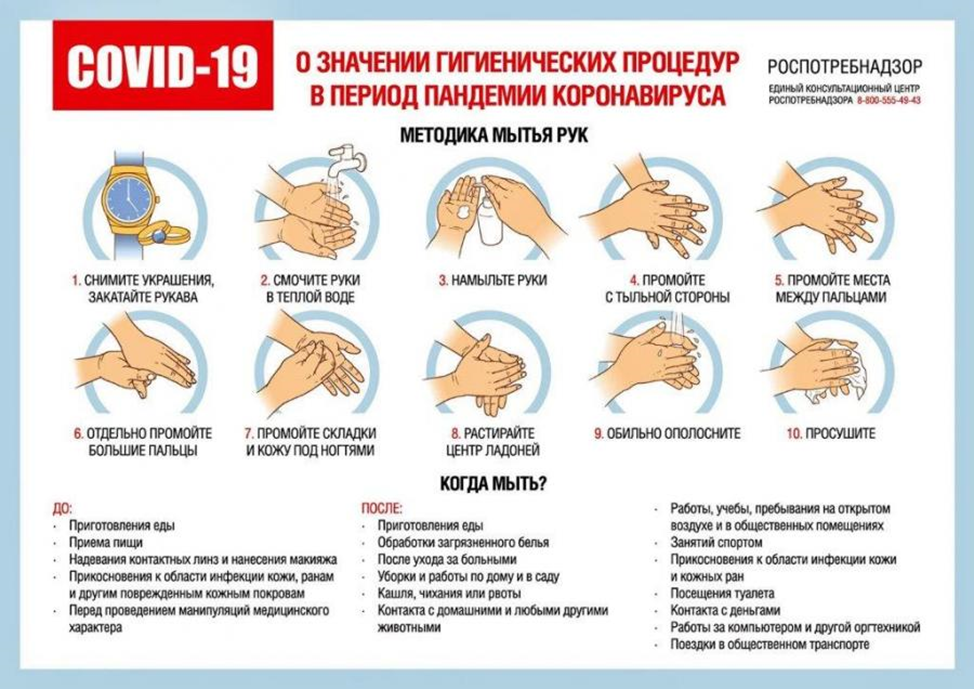 COVID-19
О ЗНАЧЕНИИ ГИГИЕНИЧЕСКИХ ПРОЦЕДУР
В ПЕРИОД ПАНДЕМИИ КОРОНАВИРУСА
РОСПОТРЕБНАДЗОР
ЕДИНЫЙ КОНСУЛЬТАЦИОННЫЙ ЦЕНТР
РОСПОТРЕБНАДЗОРА 8-800-555-49-43
МЕТОДИКА МЫТЬЯ РУК
1. СНИМИТЕ УКРАШЕНИЯ,
ЗАКАТАЙТЕ РУКАВА
2. СМОЧИТЕ РУКИ
В ТЕПЛОЙ ВОДЕ
3. НАМЫЛЬТЕ РУКИ
4. ПРОМОЙТЕ
С ТЫЛЬНОЙ СТОРОНЫ
5. ПРОМОЙТЕ МЕСТА
МЕЖДУ ПАЛЬЦАМИ
6. ОТДЕЛЬНО ПРОМОЙТЕ
БОЛЬШИЕ ПАЛЬЦЫ
7. ПРОМОЙТЕ СКЛАДКИ
И КОЖУ ПОД НОГТЯМИ
8. РАСТИРАЙТЕ
ЦЕНТР ЛАДОНЕЙ
9. ОБИЛЬНО ОПОЛОСНИТЕ
10. ПРОСУШИТЕ
КОГДА МЫТЬ?
ДО:
· Приготовления еды
· Приема пищи
· Надевания контактных линз и нанесения макияжа
· Прикосновения к области инфекции кожи, ранам
и другим поврежденным кожным покровам
· Перед проведением манипуляций медицинского
характера
ПОСЛЕ:
· Приготовления еды
· Обработки загрязненного белья
· После ухода за больными
· Уборки и работы по дому и в саду
· Кашля, чихания или рвоты
· Контакта с домашними и любыми другими
животными
· Работы, учебы, пребывания на открытом
воздухе и в общественных помещениях
· Занятий спортом
· Прикосновения к области инфекции кожи
и кожных ран
· Посещения туалета
· Контакта с деньгами
· Работы за компьютером и другой оргтехникой
· Поездки в общественном транспорте